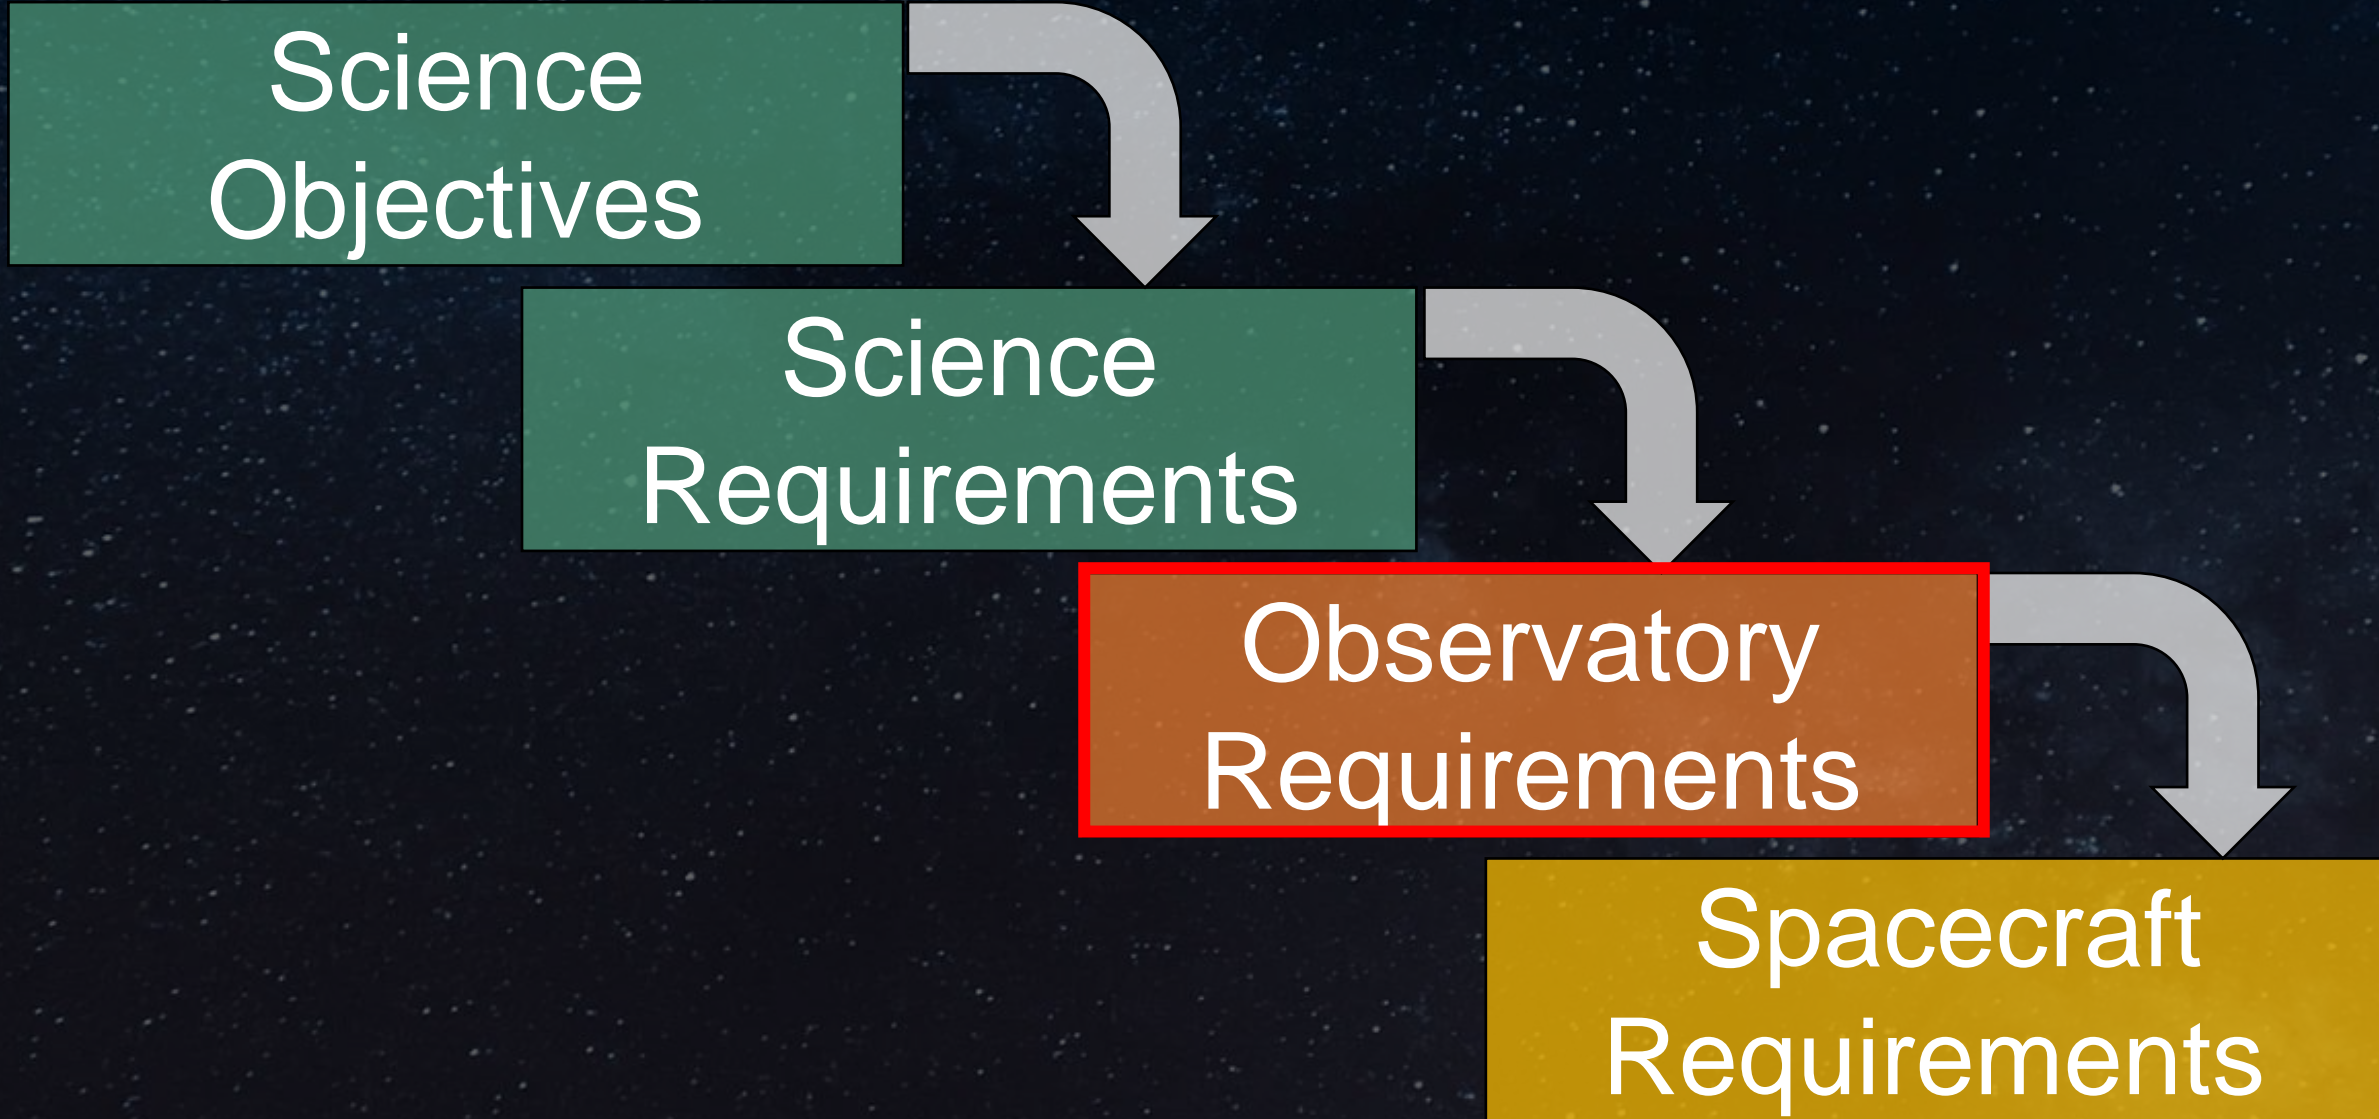 Science
Objectives
Science
Requirements
Observatory
Requirements
Spacecraft
Requirements